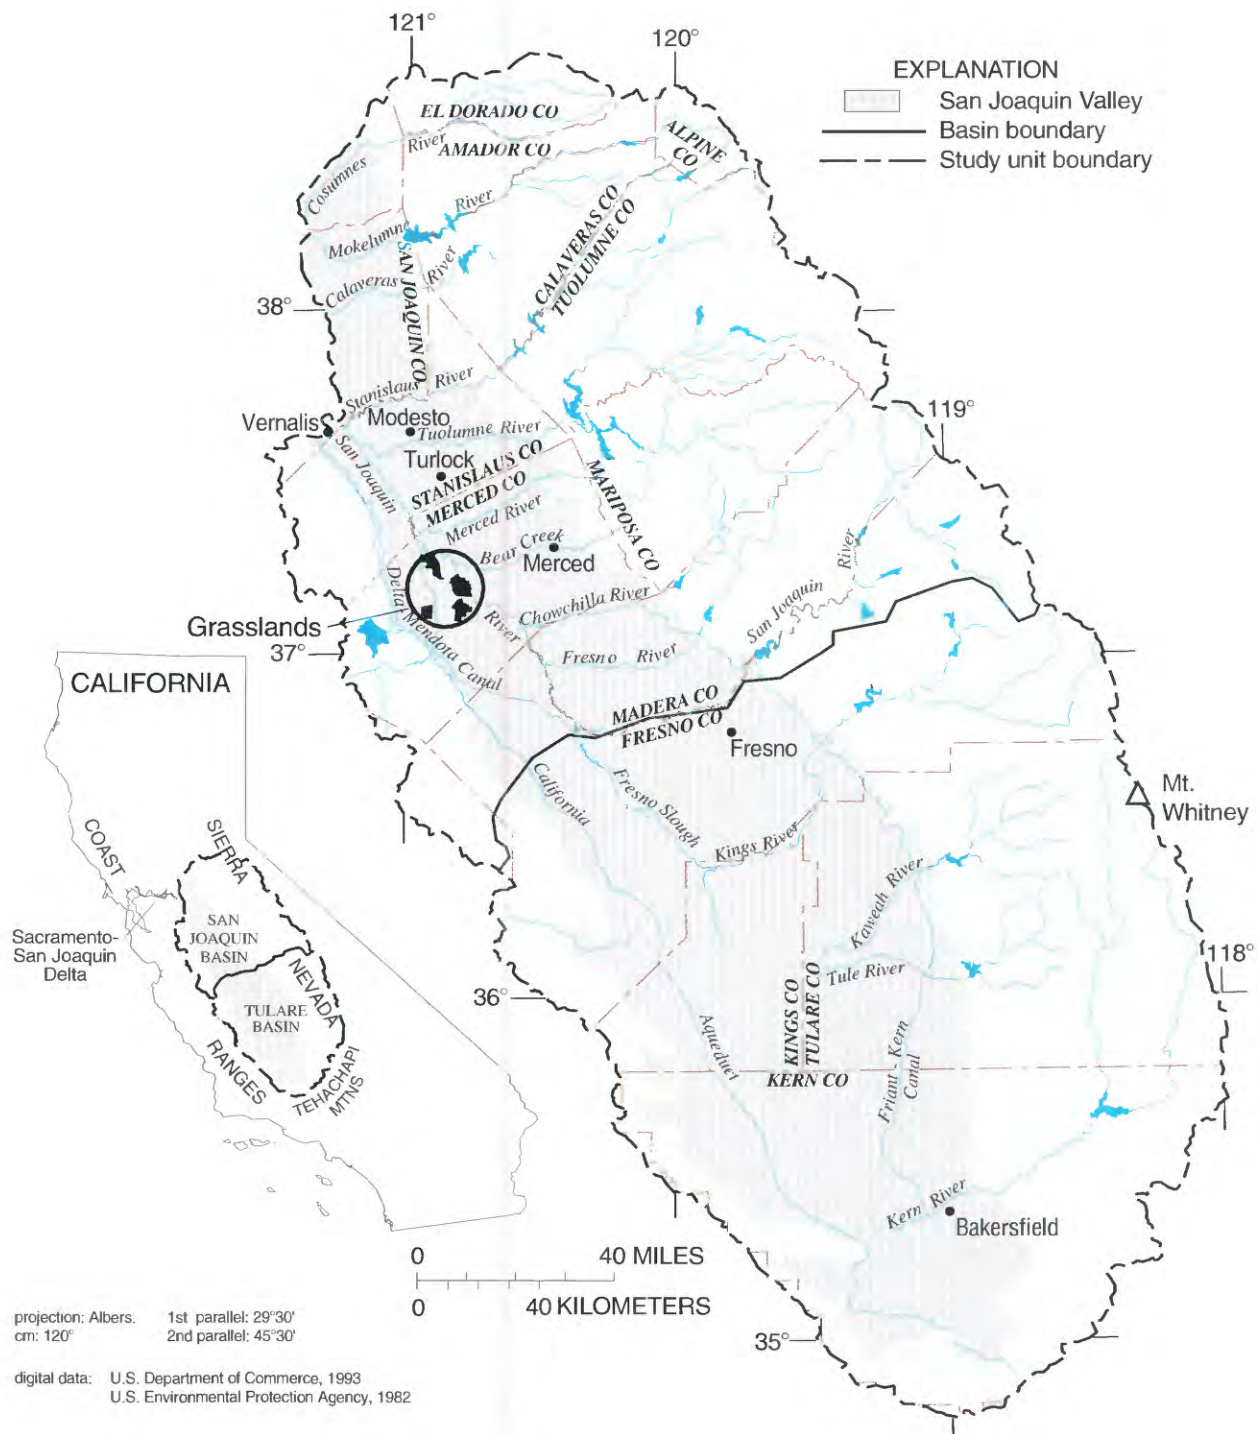 121°
120°
EXPLANATION
San Joaquin Valley
Basin boundary
Study unit boundary
EL DORADO CO
ALPINE
CO
Cosumnes
River
AMADOR CO
Mokelumne
River
SAN JOAQUIN CO
CALAVERAS CO
TUOLUMNE CO
Calaveras
River
38°
Stanislaus
River
119°
Vernalis
Modesto
Tuolumne River
San Joaquin
Turlock
STANISLAUS CO
MERCED CO
MARIPOSA CO
Merced River
Bear Creek
Merced
Delta
Mendota Canal
River
Chowchilla River
San Joaquin
River
Grasslands
37°
Fresno River
MADERA CO
FRESNO CO
Fresno
California
Fresno Slough
Kings River
Mt.
Whitney
Kaweah River
Tule River
118°
36°
Aqueduct
KINGS CO
TULARE CO
KERN CO
Friant - Kern
Canal
Kern River
Bakersfield
35°
CALIFORNIA
COAST
SIERRA
SAN
JOAQUIN
BASIN
Sacramento-
San Joaquin
Delta
NEVADA
TULARE
BASIN
RANGES
TEHACHAPI
MTNS
0 40 MILES
0 40 KILOMETERS
projection: Albers. 1st parallel: 29°30'
cm: 120° 2nd parallel: 45°30'
digital data: U.S. Department of Commerce, 1993
U.S. Environmental Protection Agency, 1982